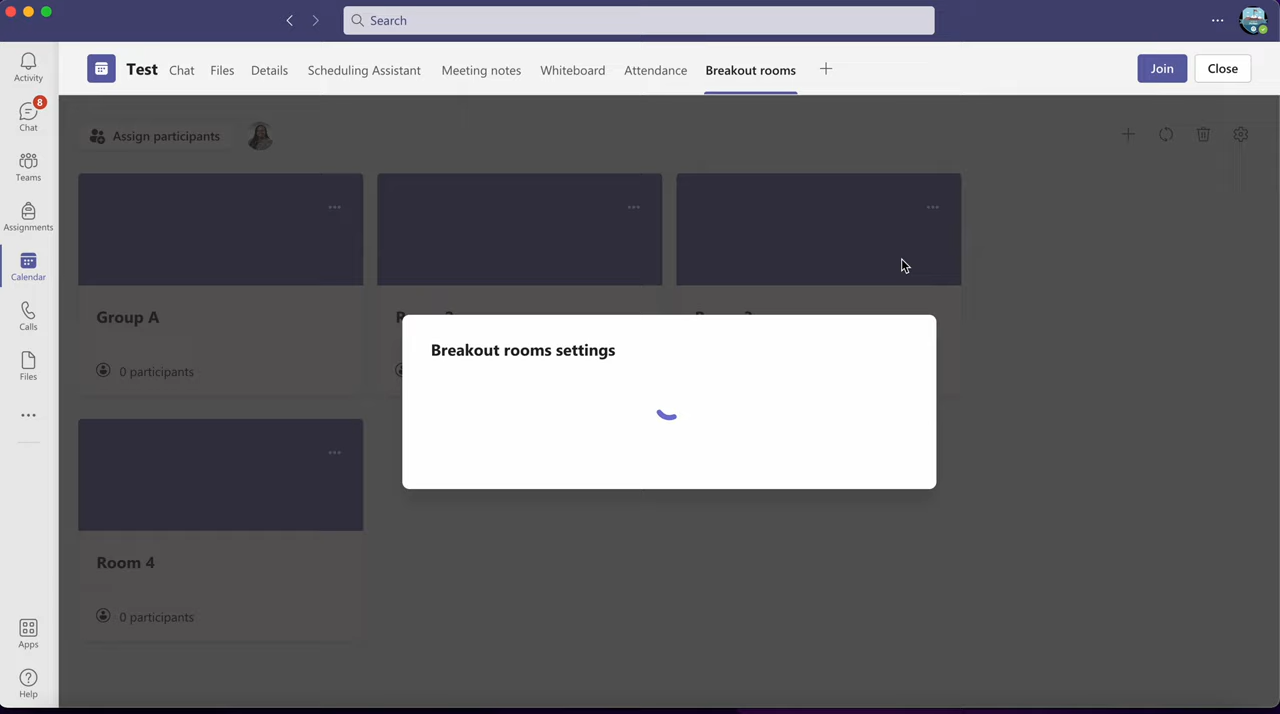 Search
Activity
8
Chat
Teams
Assignments
Calendar
Calls
Files
Apps
Help
Test
Chat
Files
Details
Scheduling Assistant
Meeting notes
Whiteboard
Attendance
Breakout rooms
Join
Close
Assign participants
Group A
0 participants
Breakout rooms settings
Room 4
0 participants